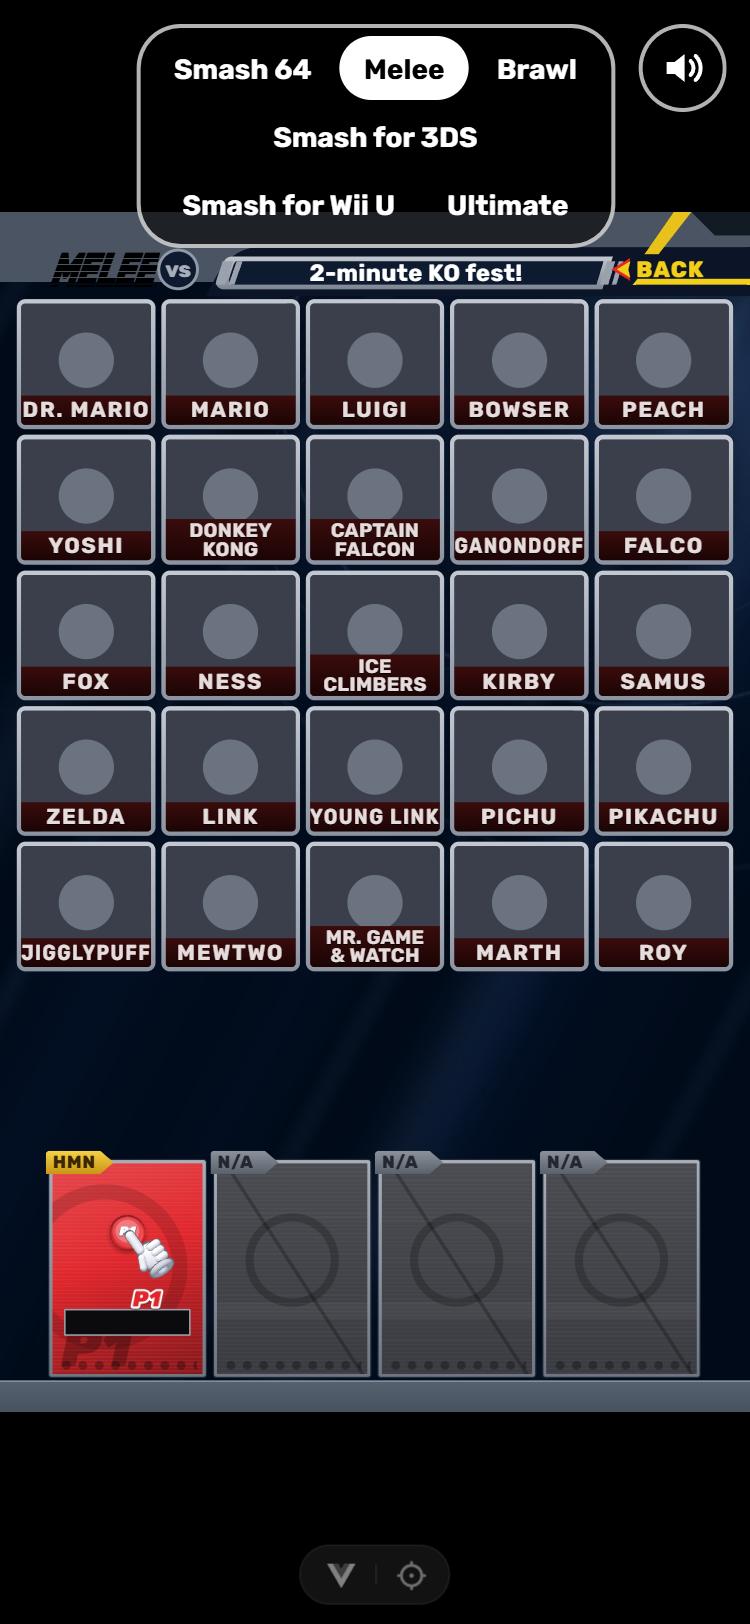 Smash 64 Melee Brawl
Smash for 3DS
Smash for Wii U Ultimate
MELEE VS 2-minute KO fest! BACK
DR. MARIO MARIO LUIGI BOWSER PEACH
YOSHI DONKEY KONG CAPTAIN FALCON GANONDORF FALCO
FOX NESS ICE CLIMBERS KIRBY SAMUS
ZELDA LINK YOUNG LINK PICHU PIKACHU
JIGGLYPUFF MEWTWO MR. GAME & WATCH MARTH ROY
HMN N/A N/A N/A
P1
P1
P1